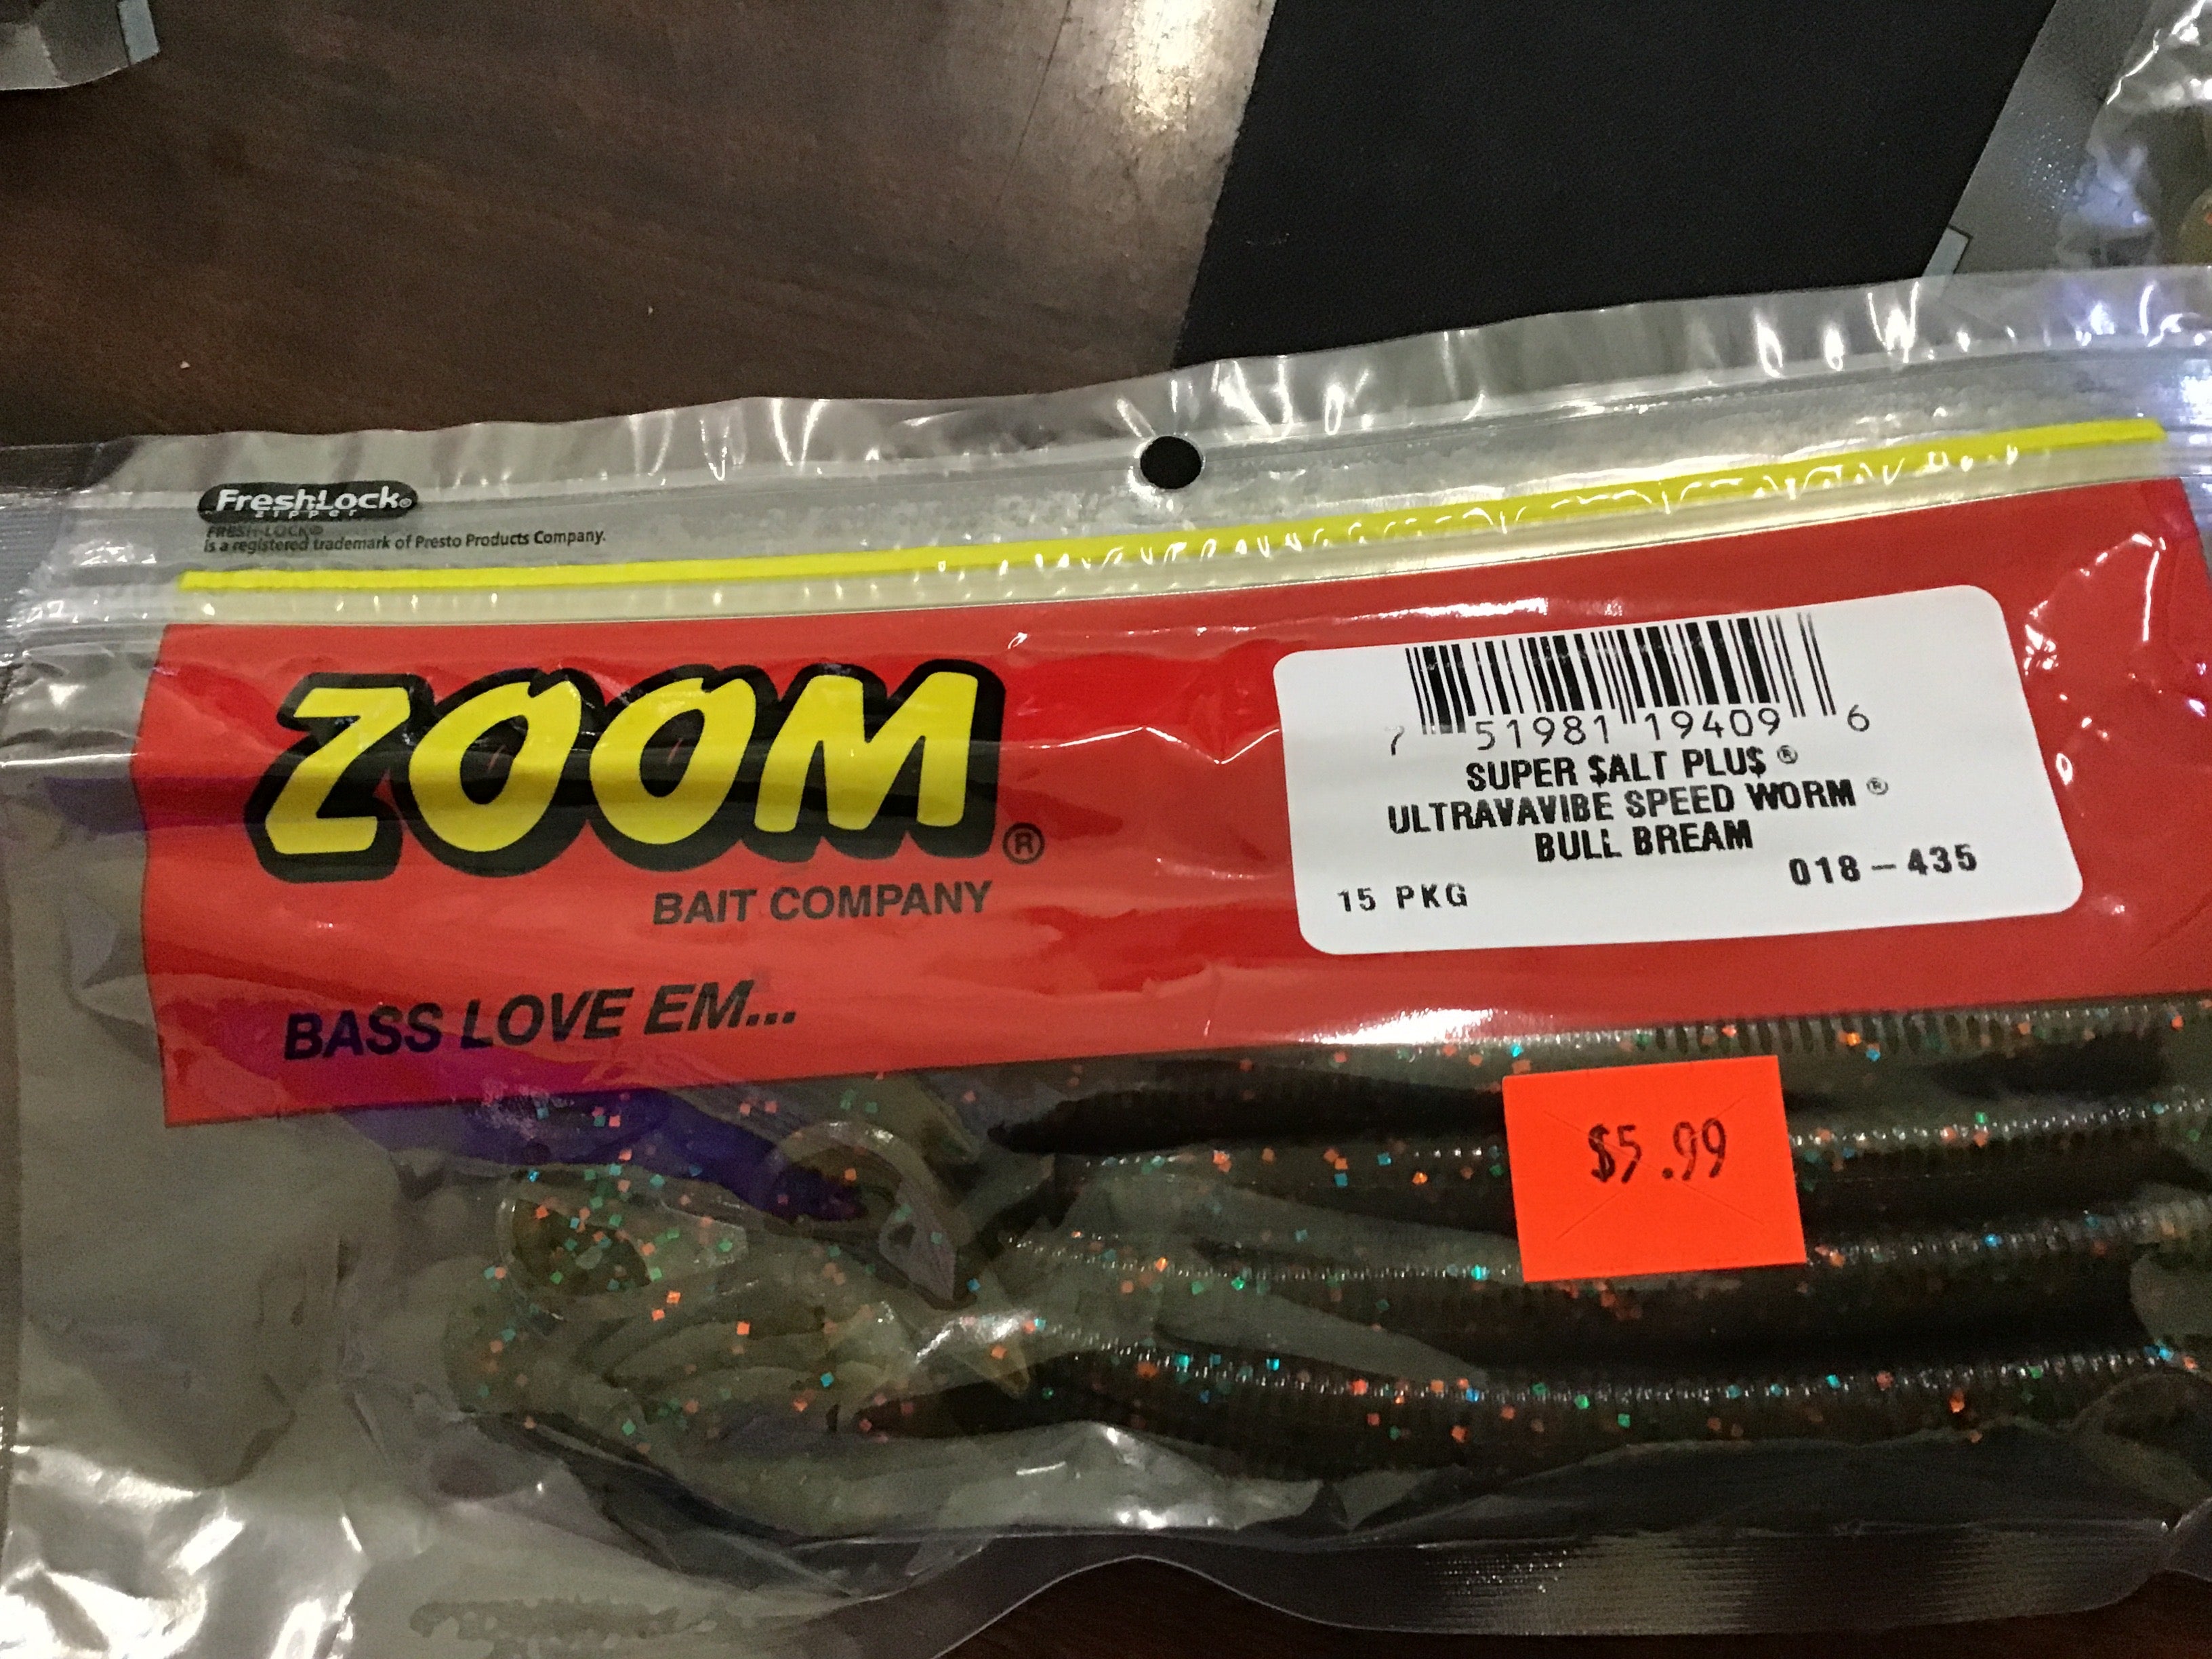 FreshLock®
zipper
FRESH-LOCK®
is a registered trademark of Presto Products Company.
ZOOM®
BAIT COMPANY
BASS LOVE EM...
7 51981 19409 6
SUPER $ALT PLU$®
ULTRAVAVIBE SPEED WORM®
BULL BREAM
15 PKG 018-435
$5.99